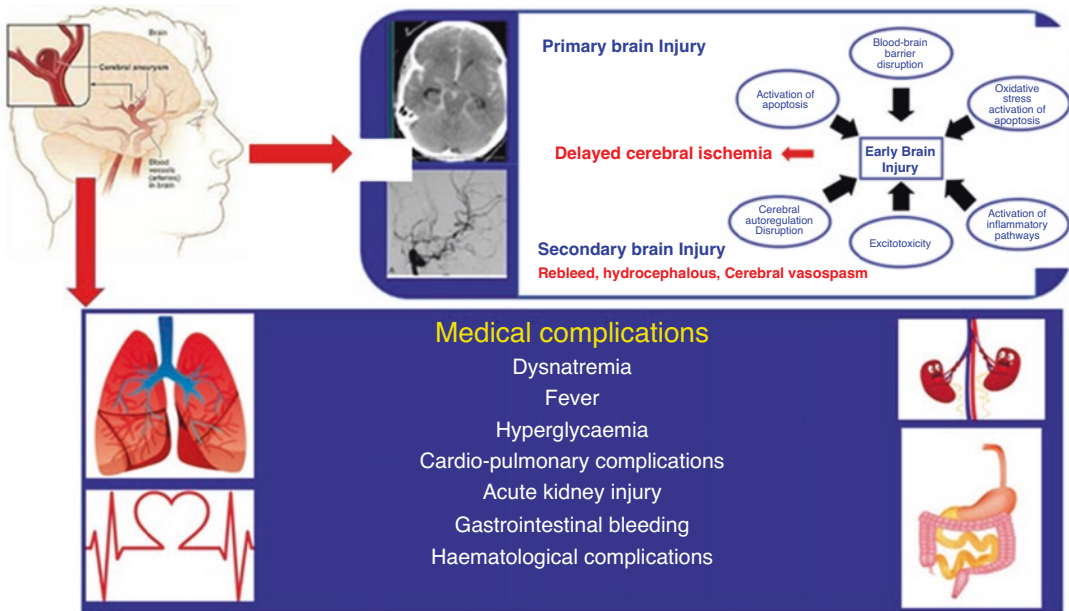 Brain
Cerebral aneurysm
Blood
vessels
(arteries)
in brain
Primary brain Injury
Blood-brain
barrier
disruption
Activation of
apoptosis
Oxidative
stress
activation of
apoptosis
Delayed cerebral ischemia
Early Brain
Injury
Cerebral
autoregulation
Disruption
Excitotoxicity
Activation of
inflammatory
pathways
Secondary brain Injury
Rebleed, hydrocephalous, Cerebral vasospasm
A
Medical complications
Dysnatremia
Fever
Hyperglycaemia
Cardio-pulmonary complications
Acute kidney injury
Gastrointestinal bleeding
Haematological complications